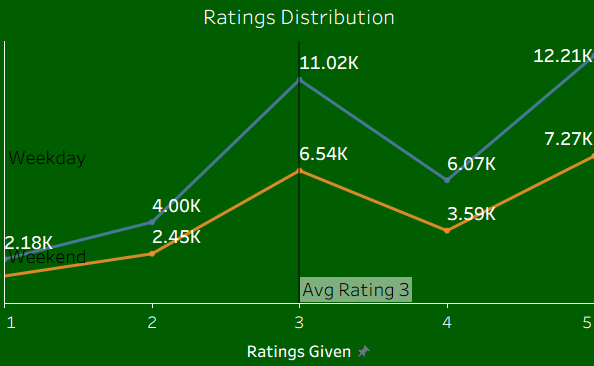 Ratings Distribution
12.21K
11.02K
7.27K
6.54K
Weekday
6.07K
4.00K
3.59K
2.45K
2.18K
Weekend
Avg Rating 3
1 2 3 4 5
Ratings Given